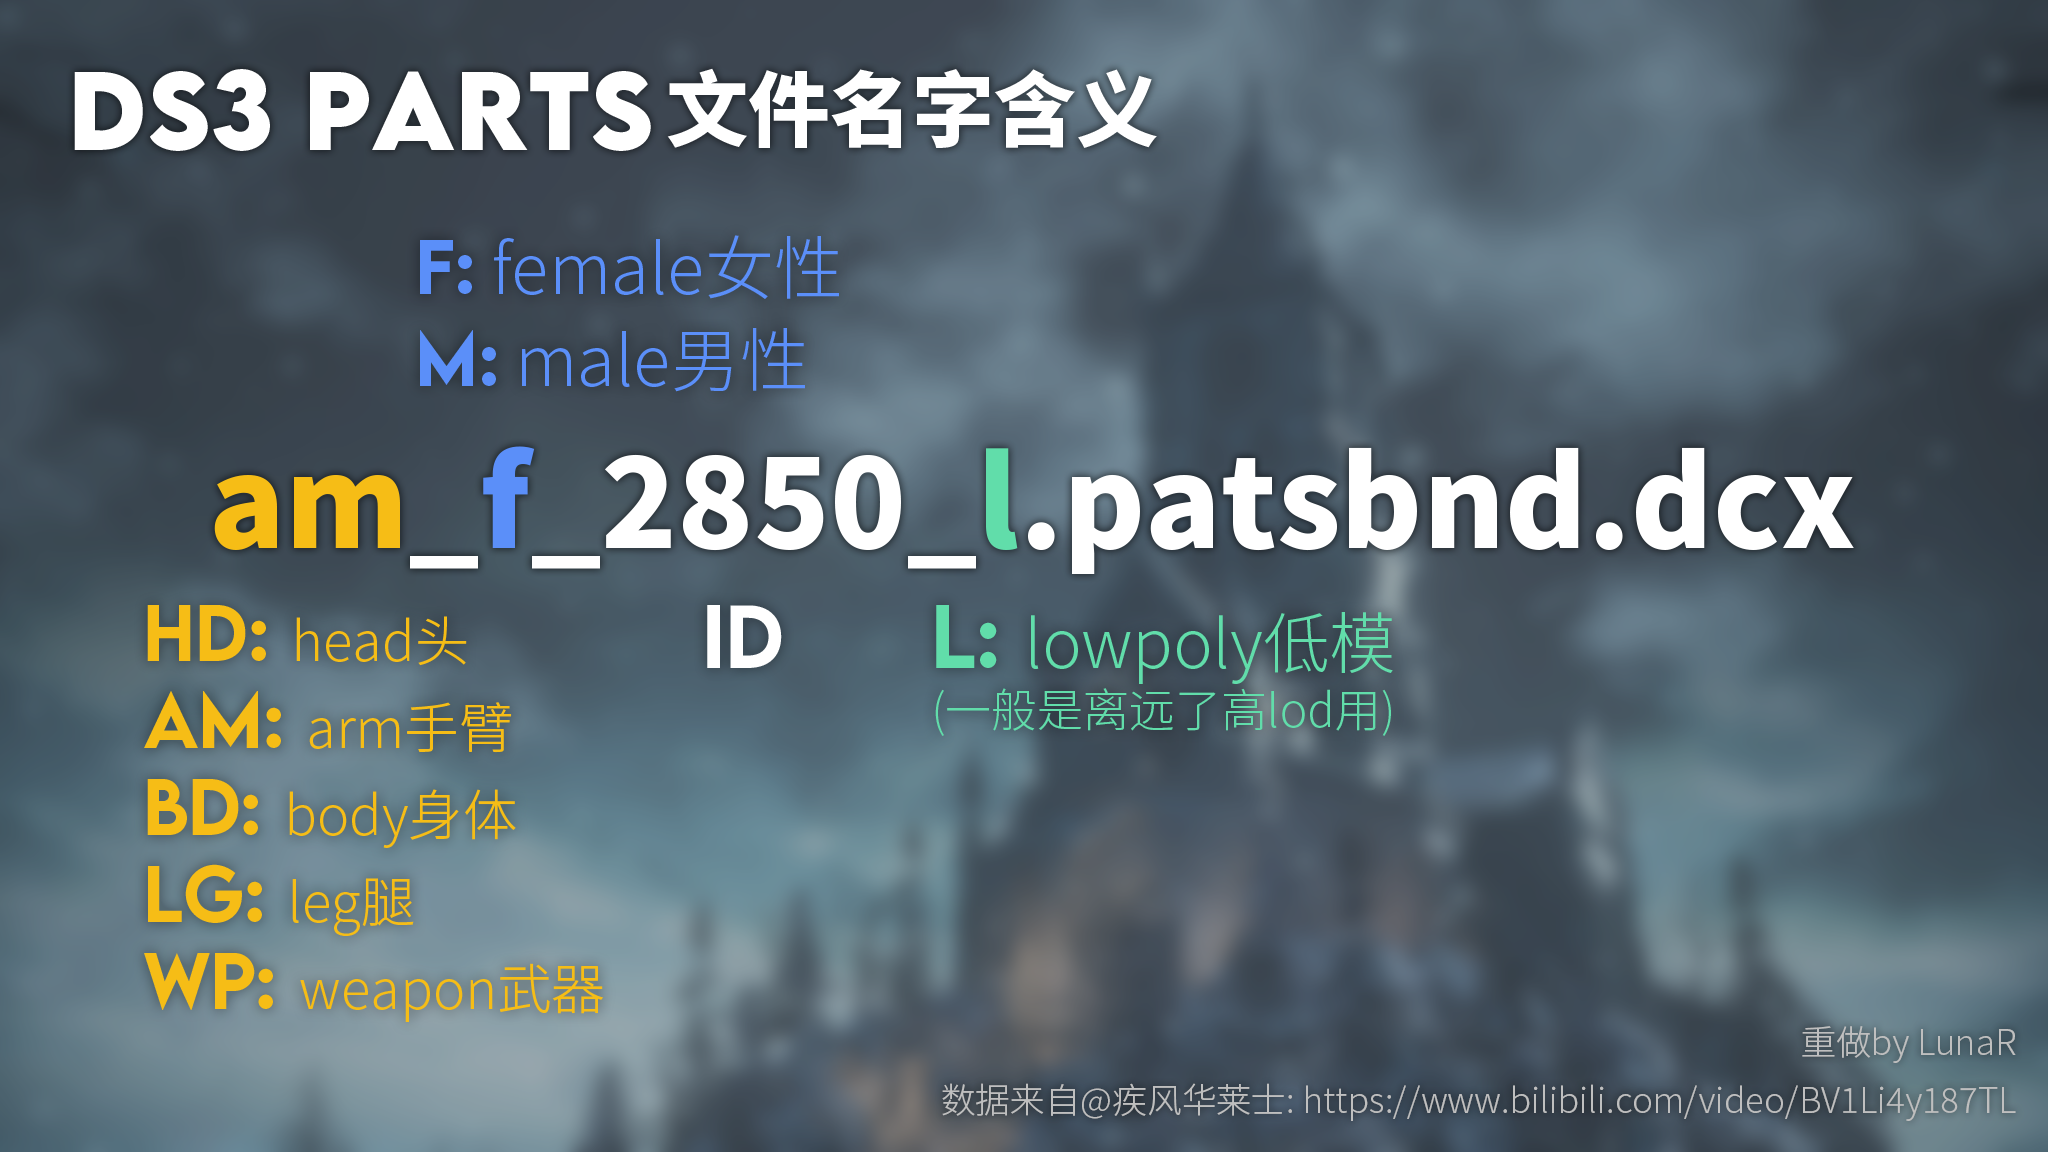 DS3 PARTS文件名字含义
F: female女性
M: male男性
am_f_2850_l.patsbnd.dcx
HD: head头
AM: arm手臂
BD: body身体
LG: leg腿
WP: weapon武器
ID
L: lowpoly低模
(一般是离远了高lod用)
重做by LunaR
数据来自@疾风华莱士: https://www.bilibili.com/video/BV1Li4y187TL